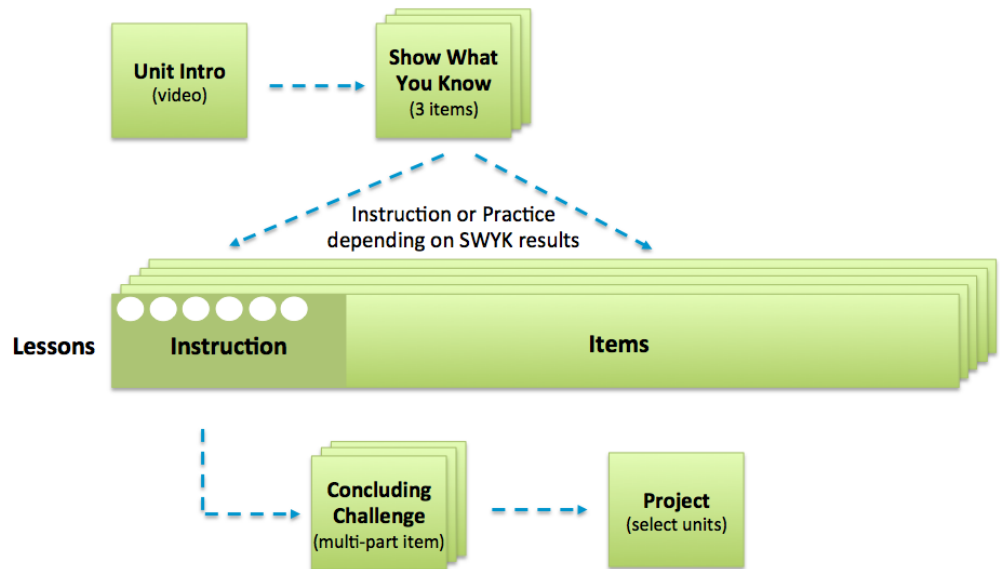 Unit Intro
(video)
Show What
You Know
(3 items)
Instruction or Practice
depending on SWYK results
Lessons
Instruction
Items
Concluding
Challenge
(multi-part item)
Project
(select units)